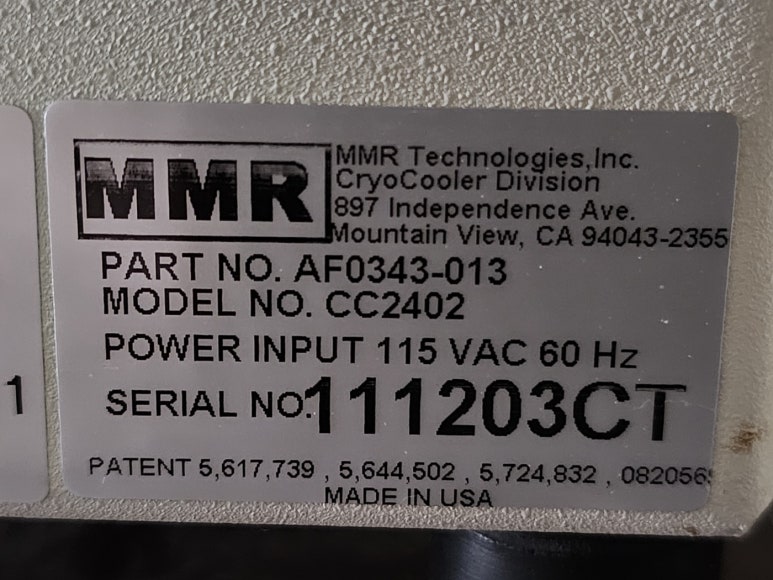 MMR
MMR Technologies,Inc.
CryoCooler Division
897 Independence Ave.
Mountain View, CA 94043-2355
PART NO. AF0343-013
MODEL NO. CC2402
POWER INPUT 115 VAC 60 Hz
SERIAL NO.111203CT
PATENT 5,617,739 , 5,644,502 , 5,724,832 , 082056
MADE IN USA
1